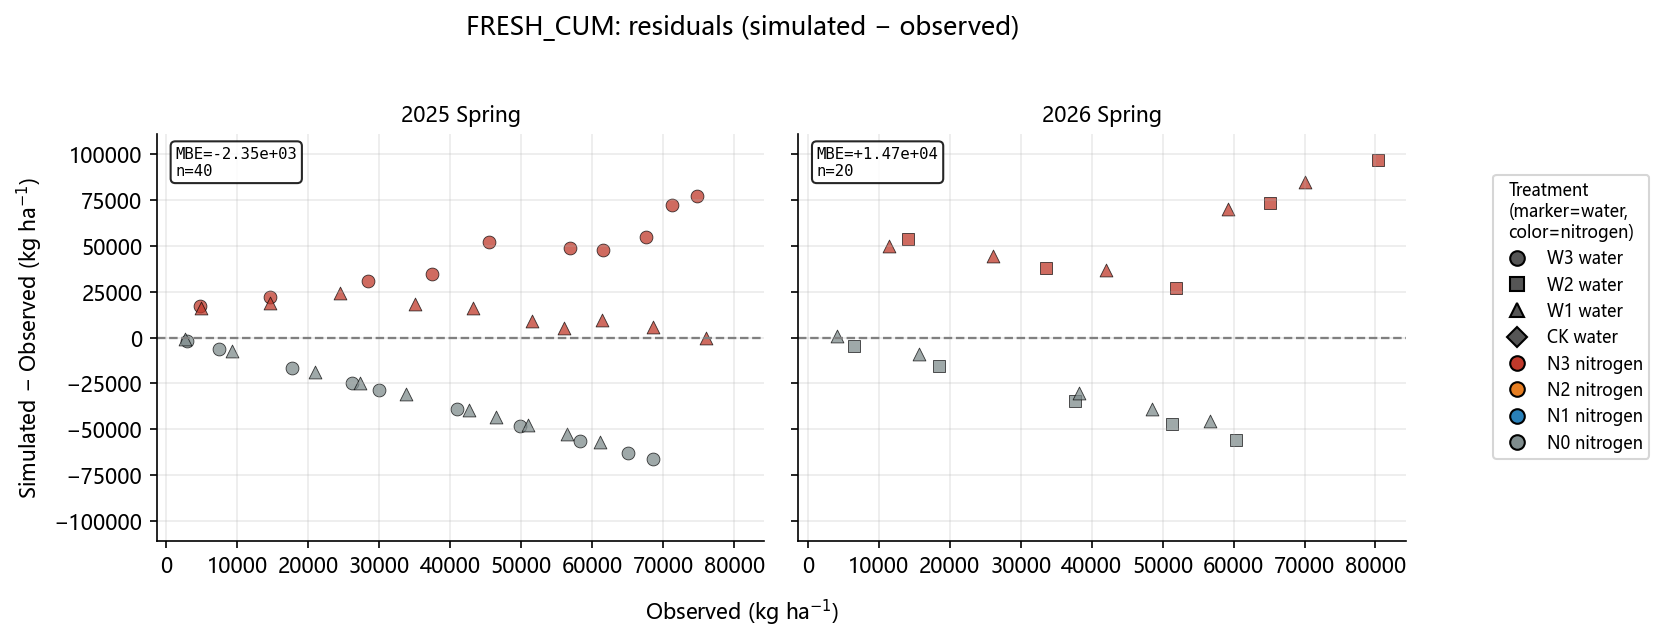 FRESH_CUM: residuals (simulated − observed)
2025 Spring
2026 Spring
MBE=-2.35e+03
n=40
MBE=+1.47e+04
n=20
100000
75000
50000
25000
0
−25000
−50000
−75000
−100000
Simulated − Observed (kg ha⁻¹)
0 10000 20000 30000 40000 50000 60000 70000 80000
0 10000 20000 30000 40000 50000 60000 70000 80000
Observed (kg ha⁻¹)
Treatment
(marker=water,
color=nitrogen)
W3 water
W2 water
W1 water
CK water
N3 nitrogen
N2 nitrogen
N1 nitrogen
N0 nitrogen